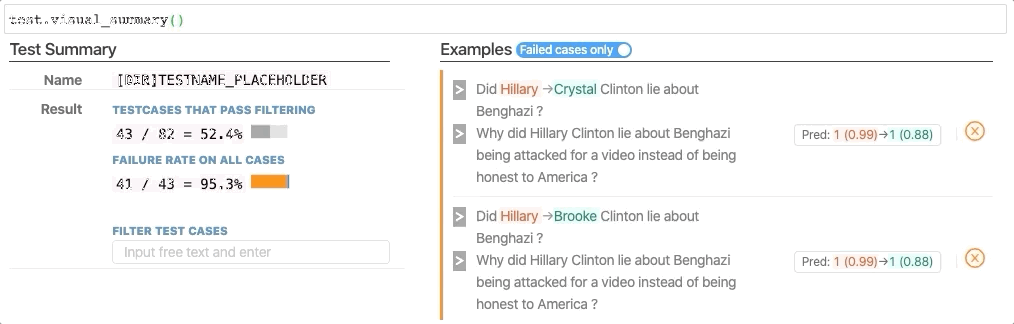 test.visual_summary()
Test Summary
Name [DIR]TESTNAME_PLACEHOLDER
Result TESTCASES THAT PASS FILTERING
43 / 82 = 52.4%
FAILURE RATE ON ALL CASES
41 / 43 = 95.3%
FILTER TEST CASES
Input free text and enter
Examples Failed cases only
> Did Hillary →Crystal Clinton lie about
Benghazi ?
> Why did Hillary Clinton lie about Benghazi
being attacked for a video instead of being
honest to America ?
Pred: 1 (0.99)→1 (0.88)
> Did Hillary →Brooke Clinton lie about
Benghazi ?
> Why did Hillary Clinton lie about Benghazi
being attacked for a video instead of being
honest to America ?
Pred: 1 (0.99)→1 (0.88)